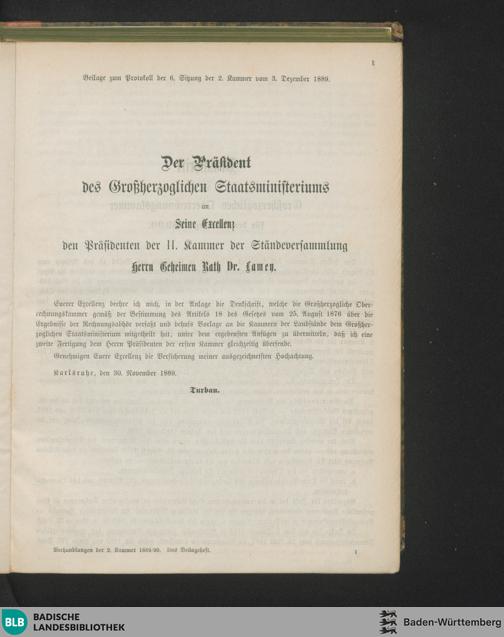 1
Beilage zum Protokoll der 6. Sitzung der 2. Kammer vom 3. Dezember 1889.
Der Präsident
des Großherzoglichen Staatsministeriums
an
Seine Excellenz
den Präsidenten der II. Kammer der Ständeversammlung
Herrn Geheimen Rath Dr. Lamey.
Euerer Excellenz beehre ich mich, in der Anlage die Denkschrift, welche die Großherzogliche Ober-
rechnungskammer gemäß der Bestimmung des Artikels 18 des Gesetzes vom 25. August 1876 über die
Ergebnisse der Rechnungsabhör verfaßt und behufs Vorlage an die Kammern der Landstände dem Großher-
zoglichen Staatsministerium mitgetheilt hat, unter dem ergebensten Anfügen zu übermitteln, daß ich eine
zweite Fertigung dem Herrn Präsidenten der ersten Kammer gleichzeitig übersende.
Genehmigen Euere Excellenz die Versicherung meiner ausgezeichnetsten Hochachtung.
Karlsruhe, den 30. November 1889.
Turban.
Verhandlungen der 2. Kammer 1889/90. Beilagenheft.
1
BLB
BADISCHE
LANDESBIBLIOTHEK
Baden-Württemberg